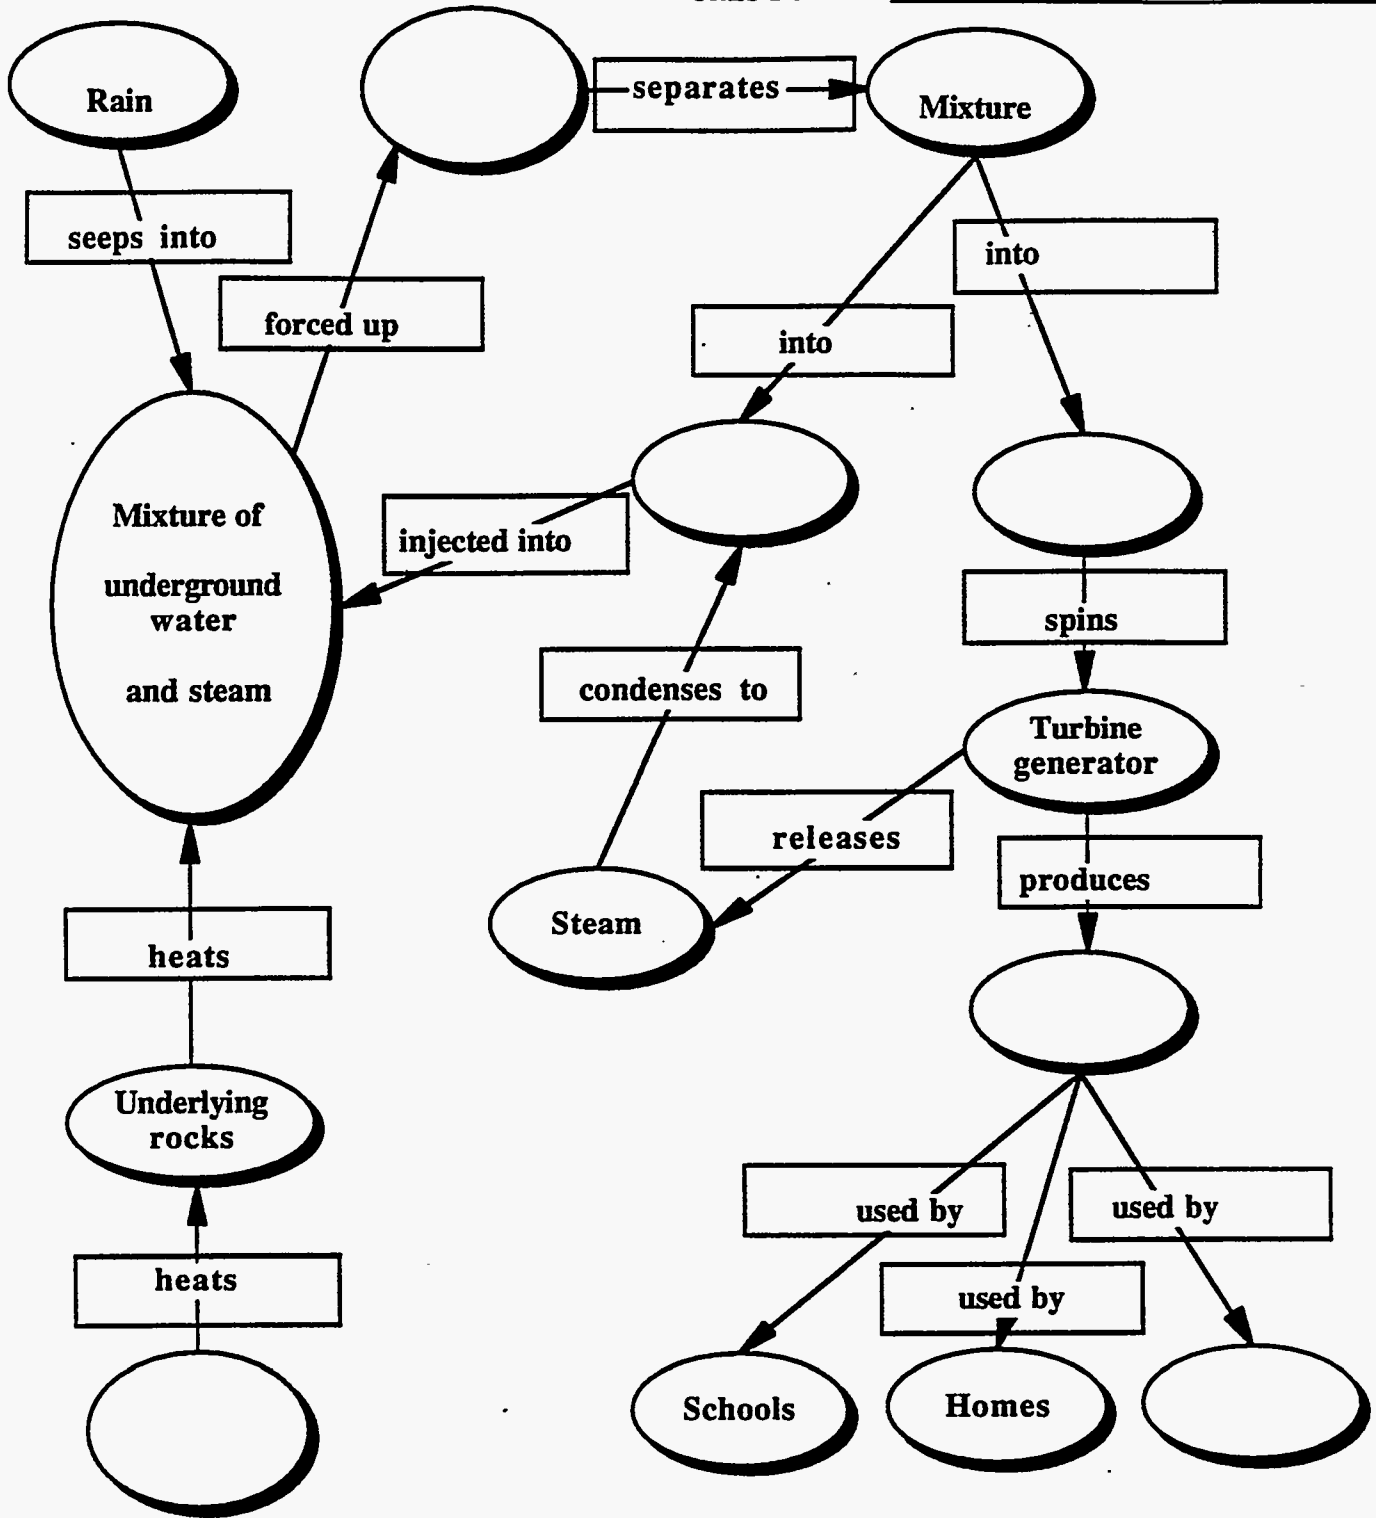 Rain
separates
Mixture
seeps into
into
forced up
into
Mixture of
underground
water
and steam
injected into
spins
condenses to
Turbine
generator
releases
produces
Steam
heats
Underlying
rocks
used by
used by
heats
used by
Schools
Homes